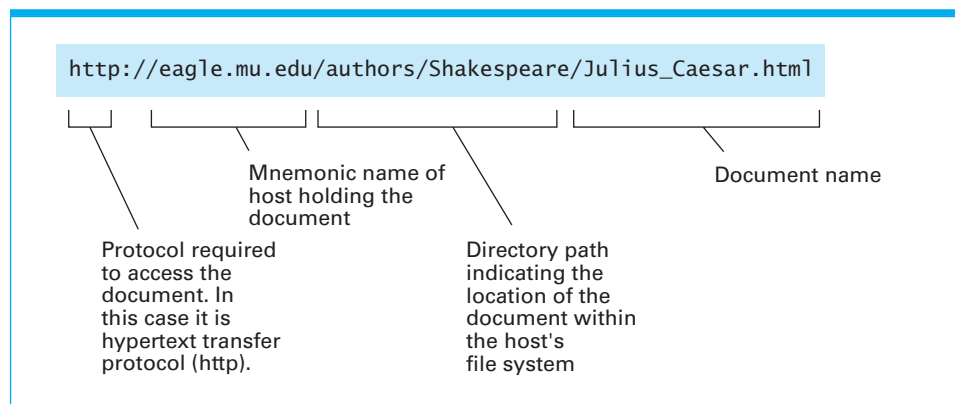 http://eagle.mu.edu/authors/Shakespeare/Julius_Caesar.html
Mnemonic name of
host holding the
document
Document name
Protocol required
to access the
document. In
this case it is
hypertext transfer
protocol (http).
Directory path
indicating the
location of the
document within
the host's
file system